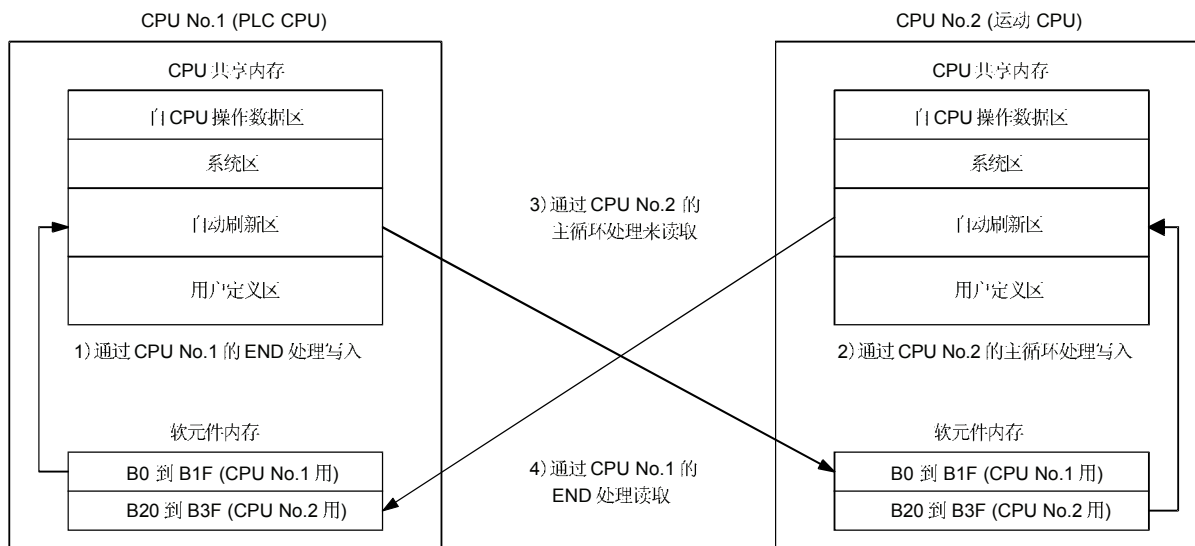 CPU No.1 (PLC CPU)
CPU 共享内存
自 CPU 操作数据区
系统区
自动刷新区
用户定义区
1)通过 CPU No.1 的 END 处理写入
软元件内存
B0 到 B1F (CPU No.1 用)
B20 到 B3F (CPU No.2 用)
3)通过 CPU No.2 的
主循环处理来读取
4)通过 CPU No.1 的
END 处理读取
CPU No.2 (运动 CPU)
CPU 共享内存
自 CPU 操作数据区
系统区
自动刷新区
用户定义区
2)通过 CPU No.2 的主循环处理写入
软元件内存
B0 到 B1F (CPU No.1 用)
B20 到 B3F (CPU No.2 用)